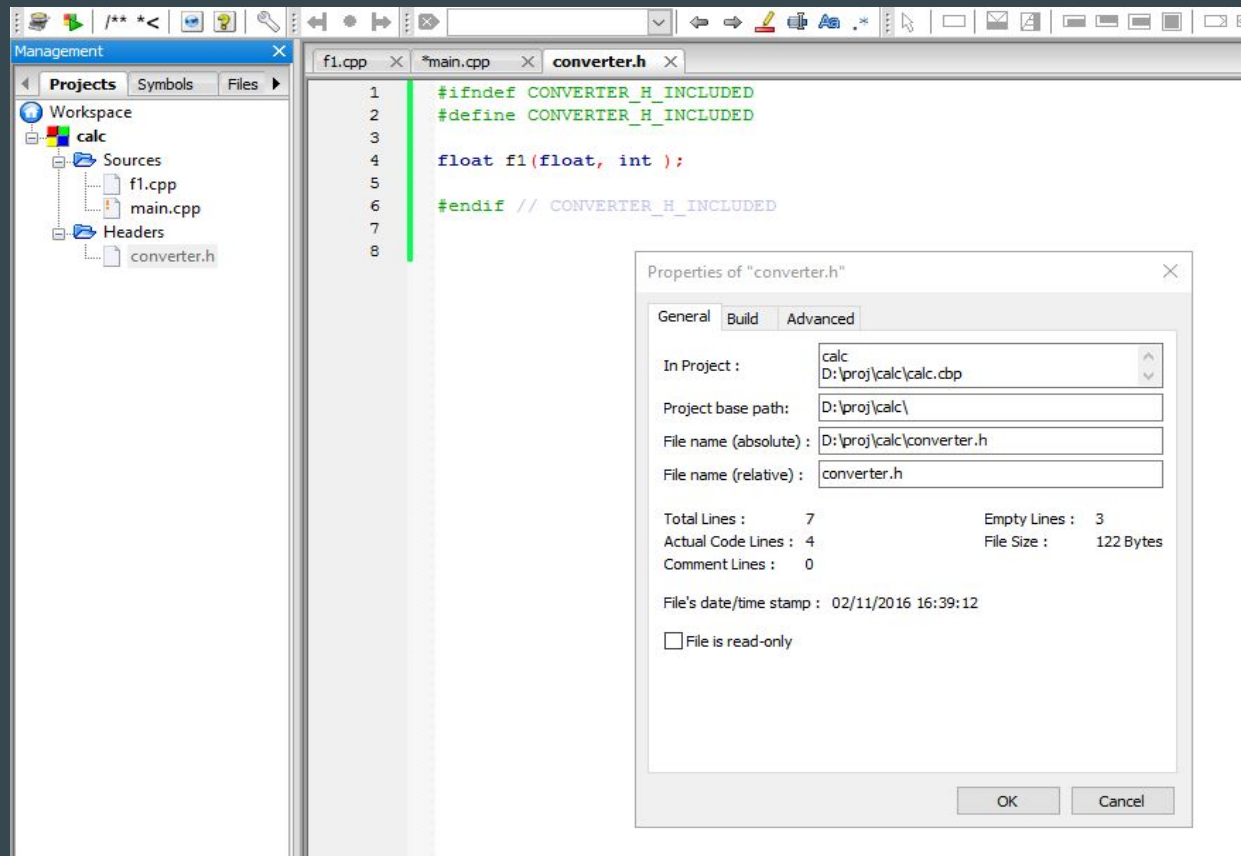 /** *<
.*
Management
Projects Symbols Files
Workspace
calc
Sources
f1.cpp
main.cpp
Headers
converter.h
f1.cpp *main.cpp converter.h
1 #ifndef CONVERTER_H_INCLUDED
2 #define CONVERTER_H_INCLUDED
3
4 float f1(float, int );
5
6 #endif // CONVERTER_H_INCLUDED
7
8
Properties of "converter.h"
General Build Advanced
In Project : calc
D:\proj\calc\calc.cbp
Project base path: D:\proj\calc\
File name (absolute) : D:\proj\calc\converter.h
File name (relative) : converter.h
Total Lines : 7 Empty Lines : 3
Actual Code Lines : 4 File Size : 122 Bytes
Comment Lines : 0
File's date/time stamp : 02/11/2016 16:39:12
File is read-only
OK Cancel